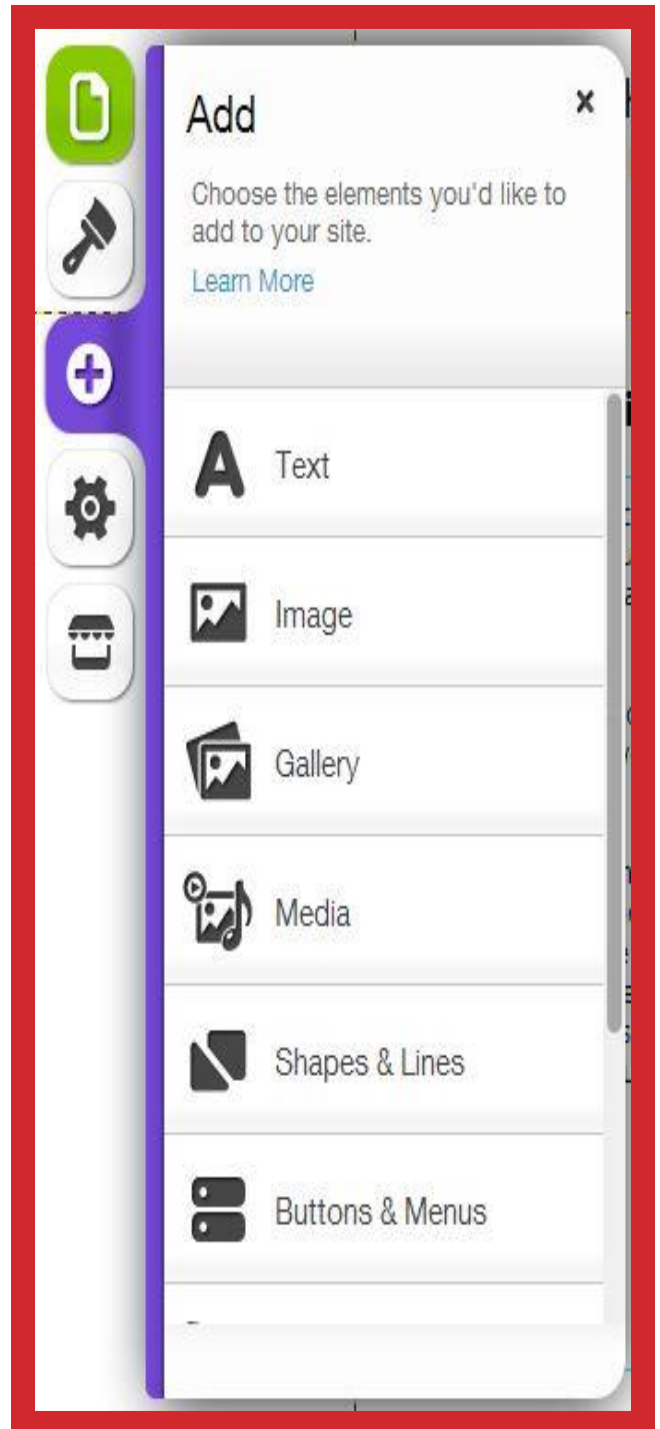 Add
Choose the elements you'd like to
add to your site.
Learn More
Text
Image
Gallery
Media
Shapes & Lines
Buttons & Menus